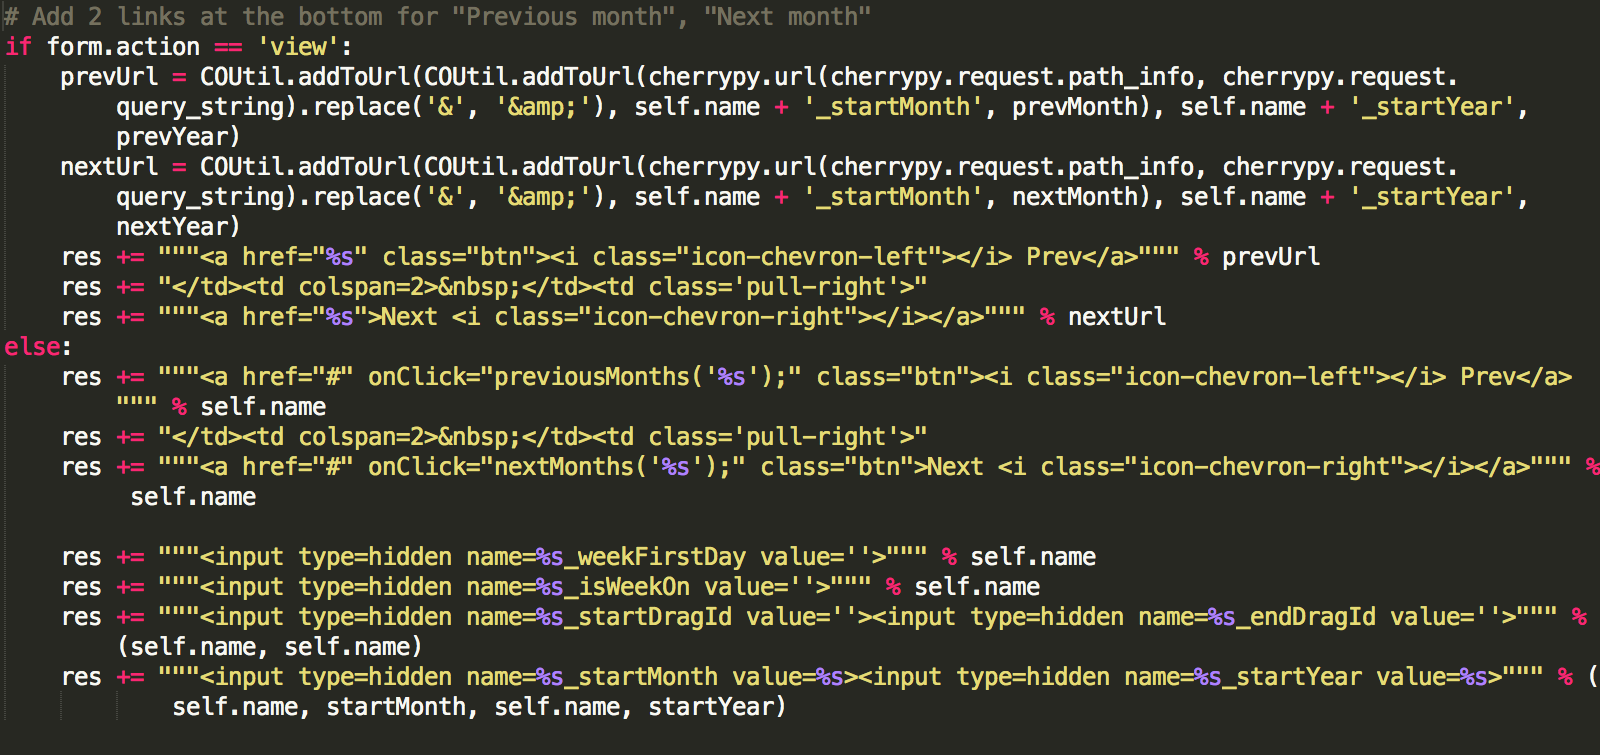 # Add 2 links at the bottom for "Previous month", "Next month"
if form.action == 'view':
    prevUrl = COUtil.addToUrl(COUtil.addToUrl(cherrypy.url(cherrypy.request.path_info, cherrypy.request.
        query_string).replace('&', '&amp;'), self.name + '_startMonth', prevMonth), self.name + '_startYear',
        prevYear)
    nextUrl = COUtil.addToUrl(COUtil.addToUrl(cherrypy.url(cherrypy.request.path_info, cherrypy.request.
        query_string).replace('&', '&amp;'), self.name + '_startMonth', nextMonth), self.name + '_startYear',
        nextYear)
    res += """<a href="%s" class="btn"><i class="icon-chevron-left"></i> Prev</a>""" % prevUrl
    res += "</td><td colspan=2>&nbsp;</td><td class='pull-right'>"
    res += """<a href="%s">Next <i class="icon-chevron-right"></i></a>""" % nextUrl
else:
    res += """<a href="#" onClick="previousMonths('%s');" class="btn"><i class="icon-chevron-left"></i> Prev</a>
        """ % self.name
    res += "</td><td colspan=2>&nbsp;</td><td class='pull-right'>"
    res += """<a href="#" onClick="nextMonths('%s');" class="btn">Next <i class="icon-chevron-right"></i></a>""" %
         self.name

    res += """<input type=hidden name=%s_weekFirstDay value=''>""" % self.name
    res += """<input type=hidden name=%s_isWeekOn value=''>""" % self.name
    res += """<input type=hidden name=%s_startDragId value=''><input type=hidden name=%s_endDragId value=''>""" %
        (self.name, self.name)
    res += """<input type=hidden name=%s_startMonth value=%s><input type=hidden name=%s_startYear value=%s>""" % (
            self.name, startMonth, self.name, startYear)